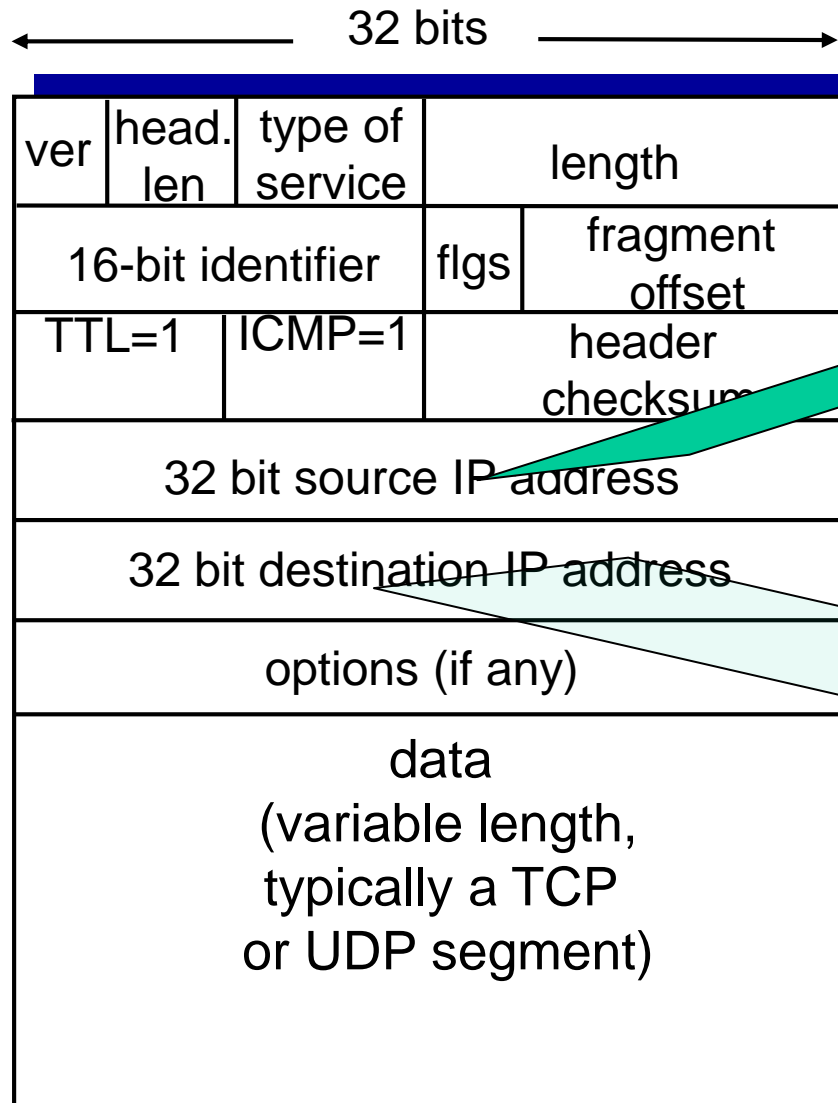 32 bits
ver
head.
len
type of
service
length
16-bit identifier
flgs
fragment
offset
TTL=1
ICMP=1
header
checksum
32 bit source IP address
32 bit destination IP address
options (if any)
data
(variable length,
typically a TCP
or UDP segment)